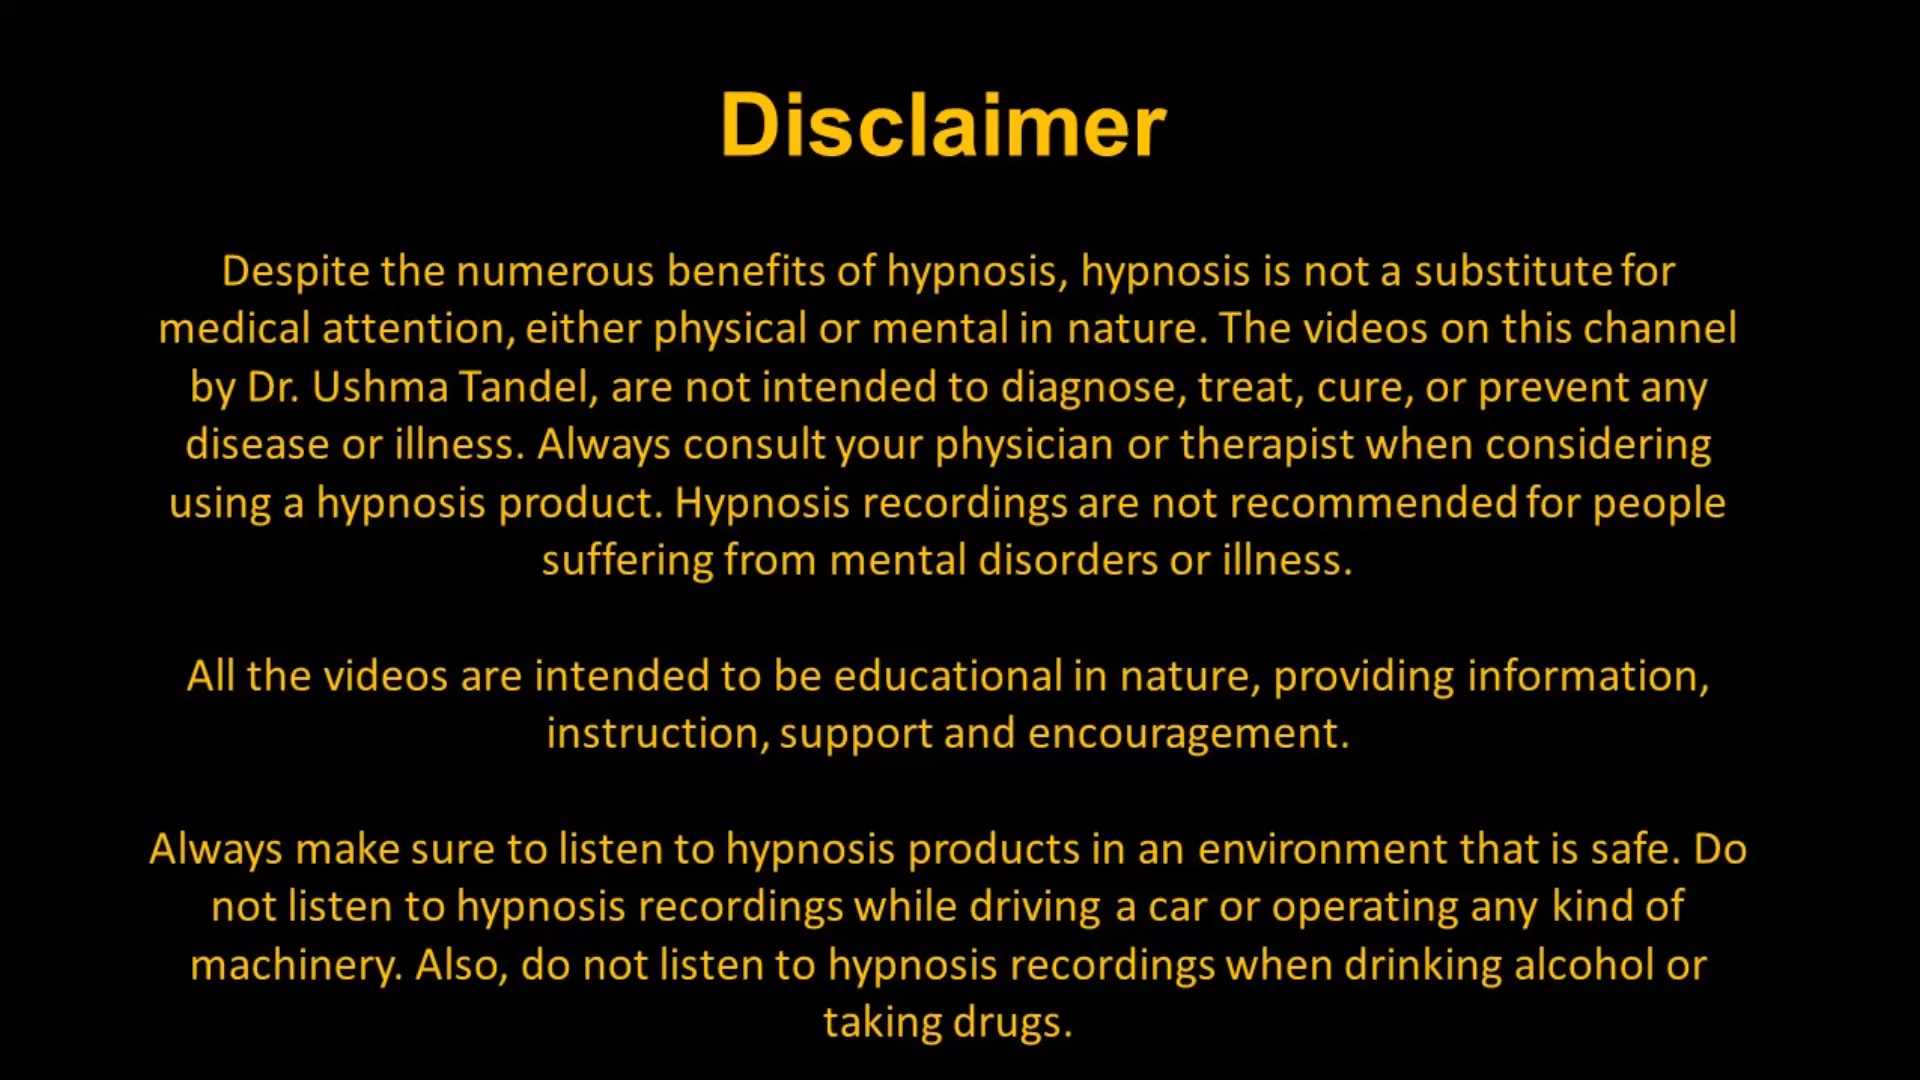 Disclaimer
Despite the numerous benefits of hypnosis, hypnosis is not a substitute for
medical attention, either physical or mental in nature. The videos on this channel
by Dr. Ushma Tandel, are not intended to diagnose, treat, cure, or prevent any
disease or illness. Always consult your physician or therapist when considering
using a hypnosis product. Hypnosis recordings are not recommended for people
suffering from mental disorders or illness.
All the videos are intended to be educational in nature, providing information,
instruction, support and encouragement.
Always make sure to listen to hypnosis products in an environment that is safe. Do
not listen to hypnosis recordings while driving a car or operating any kind of
machinery. Also, do not listen to hypnosis recordings when drinking alcohol or
taking drugs.